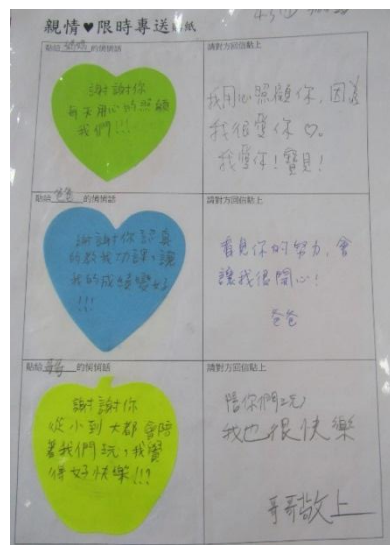 親情♥限時專送
貼給媽媽的悄悄話
謝謝你
每天用心的照顧
我們!!!
請對方回信點上
我用心照顧你,因為
我很愛你♡。
我愛你!寶貝!
貼給爸爸的悄悄話
謝謝你認真
的教我功課,讓
我的成績變好
!!!
請對方回信點上
看見你的努力,會
讓我很開心!
爸爸
貼給哥哥的悄悄話
謝謝你
從小到大都會陪
著我們玩,我覺
得好快樂!!!
請對方回信點上
陪你們玩,
我也很快樂
哥哥敬上